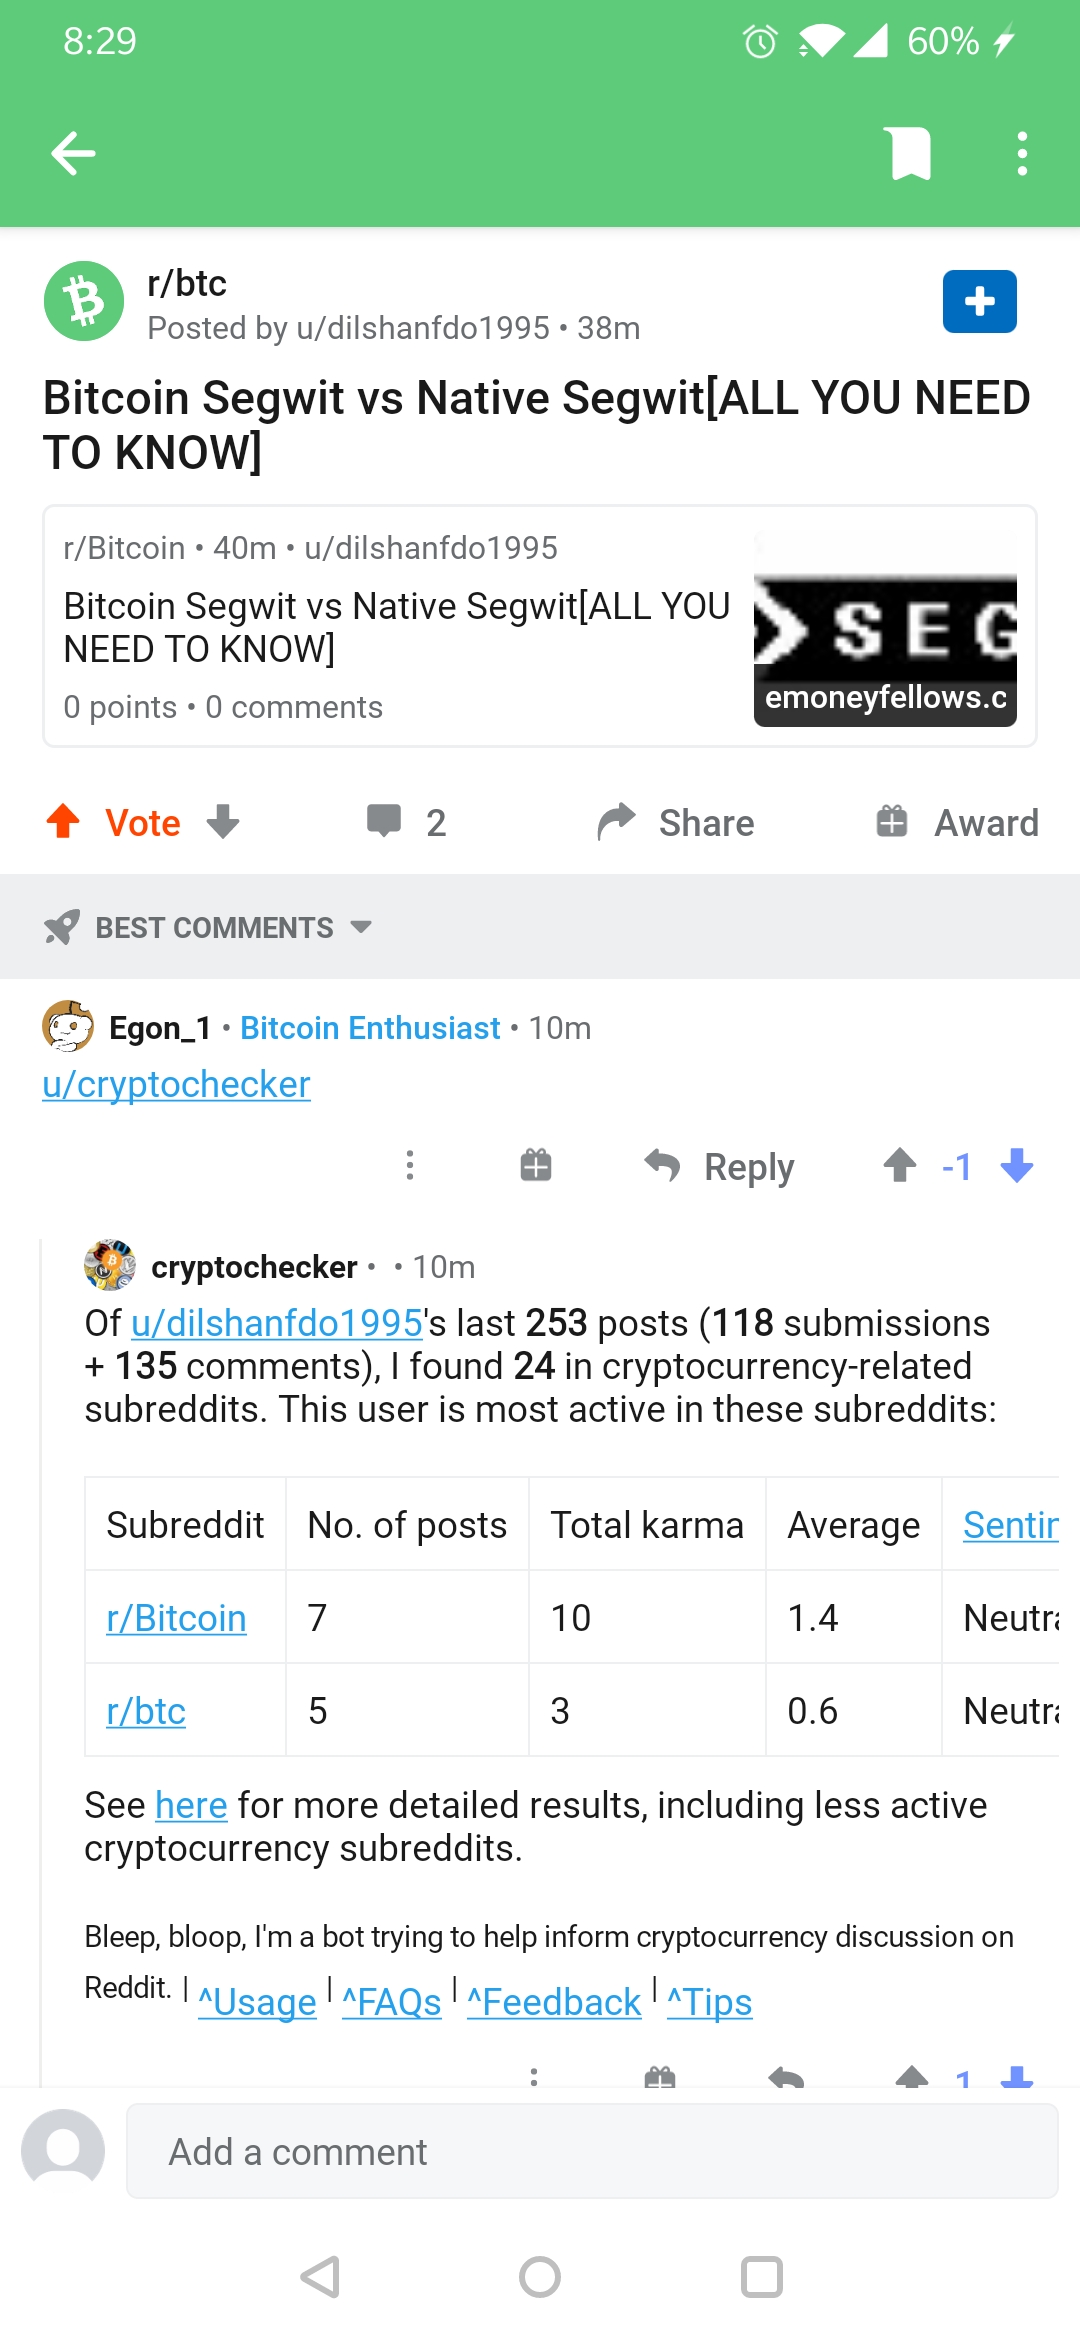 8:29
60%
r/btc
Posted by u/dilshanfdo1995 • 38m
Bitcoin Segwit vs Native Segwit[ALL YOU NEED
TO KNOW]
r/Bitcoin • 40m • u/dilshanfdo1995
Bitcoin Segwit vs Native Segwit[ALL YOU
NEED TO KNOW]
0 points • 0 comments
SEG
emoneyfellows.c
Vote
2
Share
Award
BEST COMMENTS
Egon_1 • Bitcoin Enthusiast • 10m
u/cryptochecker
Reply
-1
cryptochecker • • 10m
Of u/dilshanfdo1995's last 253 posts (118 submissions
+ 135 comments), I found 24 in cryptocurrency-related
subreddits. This user is most active in these subreddits:
Subreddit No. of posts Total karma Average Sentin
r/Bitcoin 7 10 1.4 Neutra
r/btc 5 3 0.6 Neutra
See here for more detailed results, including less active
cryptocurrency subreddits.
Bleep, bloop, I'm a bot trying to help inform cryptocurrency discussion on
Reddit. | ^Usage | ^FAQs | ^Feedback | ^Tips
1
Add a comment